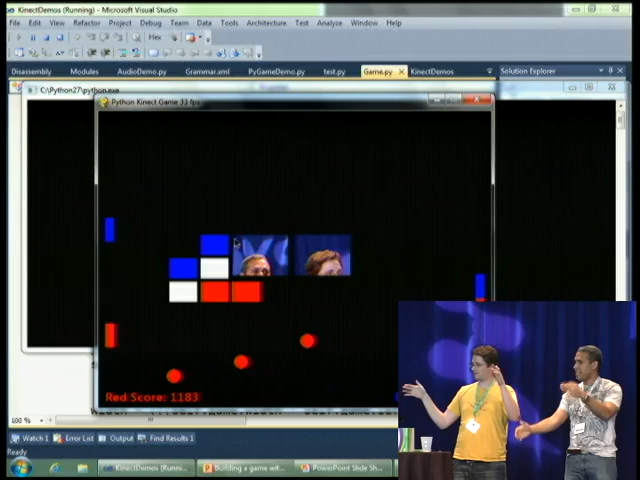 KinectDemos (Running) - Microsoft Visual Studio
File Edit View Refactor Project Debug Team Data Tools Architecture Test Analyze Window Help
Hex
Disassembly Modules AudioDemo.py Grammar.xml PyGameDemo.py test.py Game.py KinectDemos Solution Explorer
C:\Python27\python.exe
Python Kinect Game 33 fps
Red Score: 1183
100 %
Watch 1 Error List Output Find Results 1
Ready
KinectDemos (Runni... Building a game wit... PowerPoint Slide Sh...